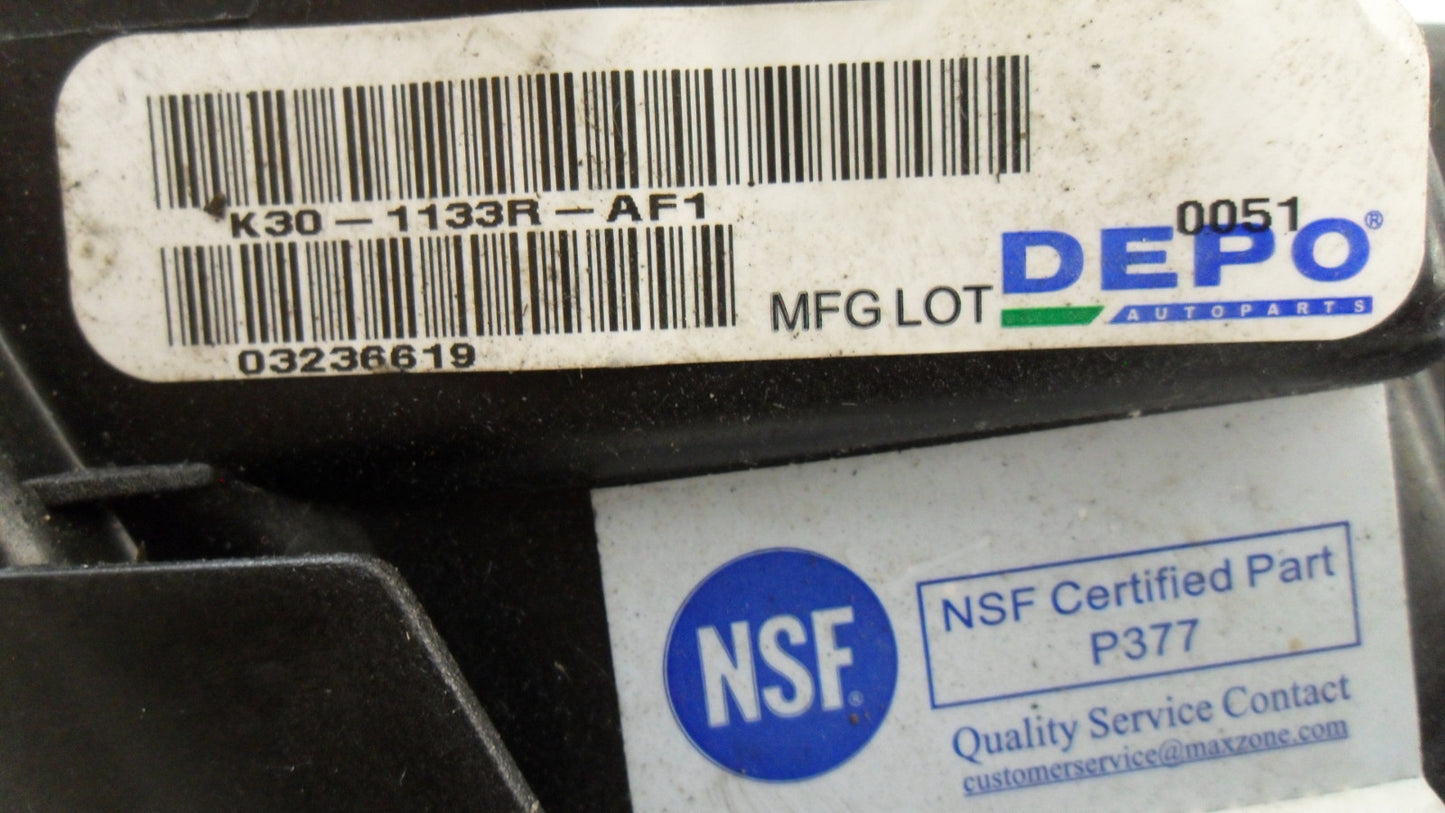 K30-1133R-AF1
0051
DEPO®
AUTOPARTS
MFG LOT
03236619
NSF®
NSF Certified Part
P377
Quality Service Contact
customerservice@maxzone.com